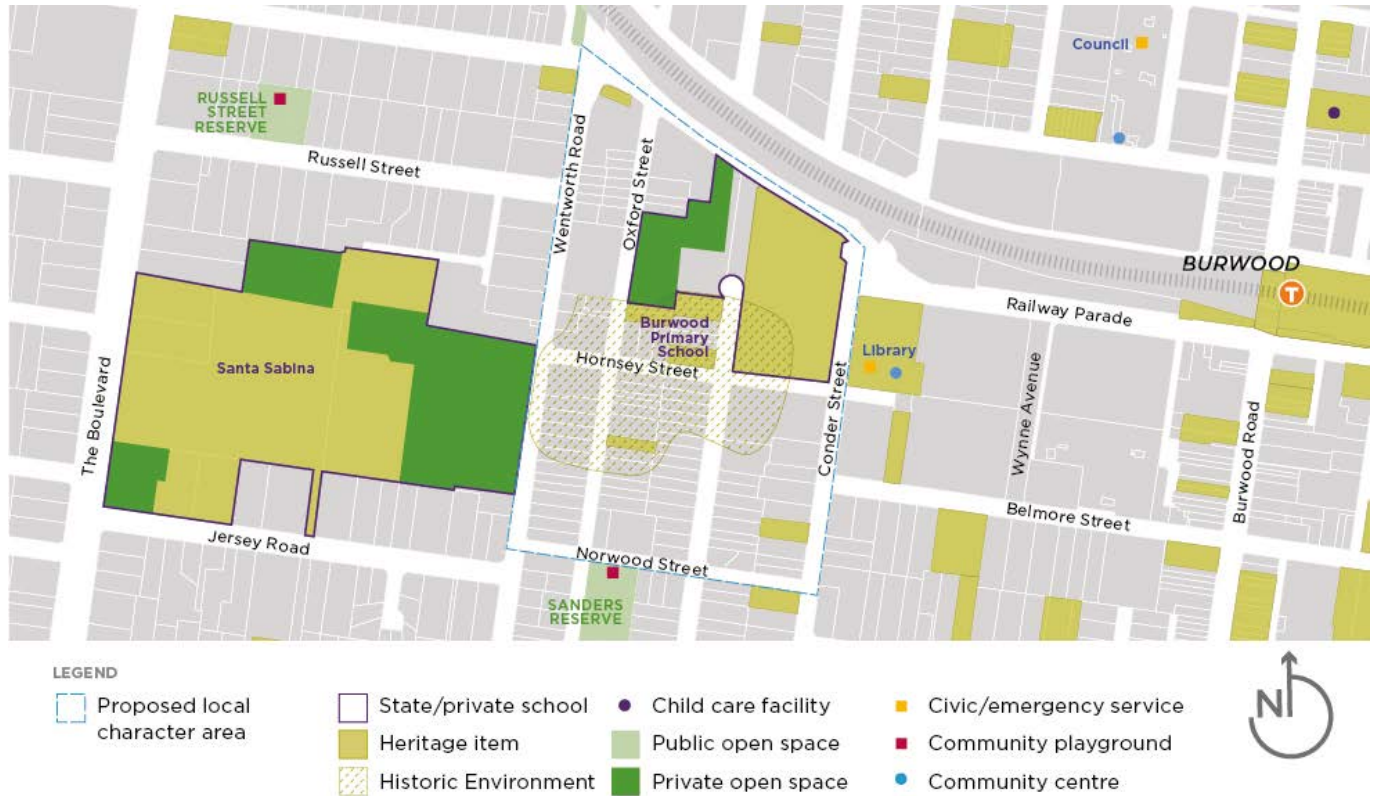 Council
RUSSELL
STREET
RESERVE
Russell Street
Wentworth Road
Oxford Street
BURWOOD
T
Railway Parade
Burwood
Primary
School
Library
Hornsey Street
Santa Sabina
The Boulevard
Conder Street
Wynne Avenue
Burwood Road
Belmore Street
Jersey Road
Norwood Street
SANDERS
RESERVE
LEGEND
Proposed local
character area
State/private school
Heritage item
Historic Environment
Child care facility
Public open space
Private open space
Civic/emergency service
Community playground
Community centre
N